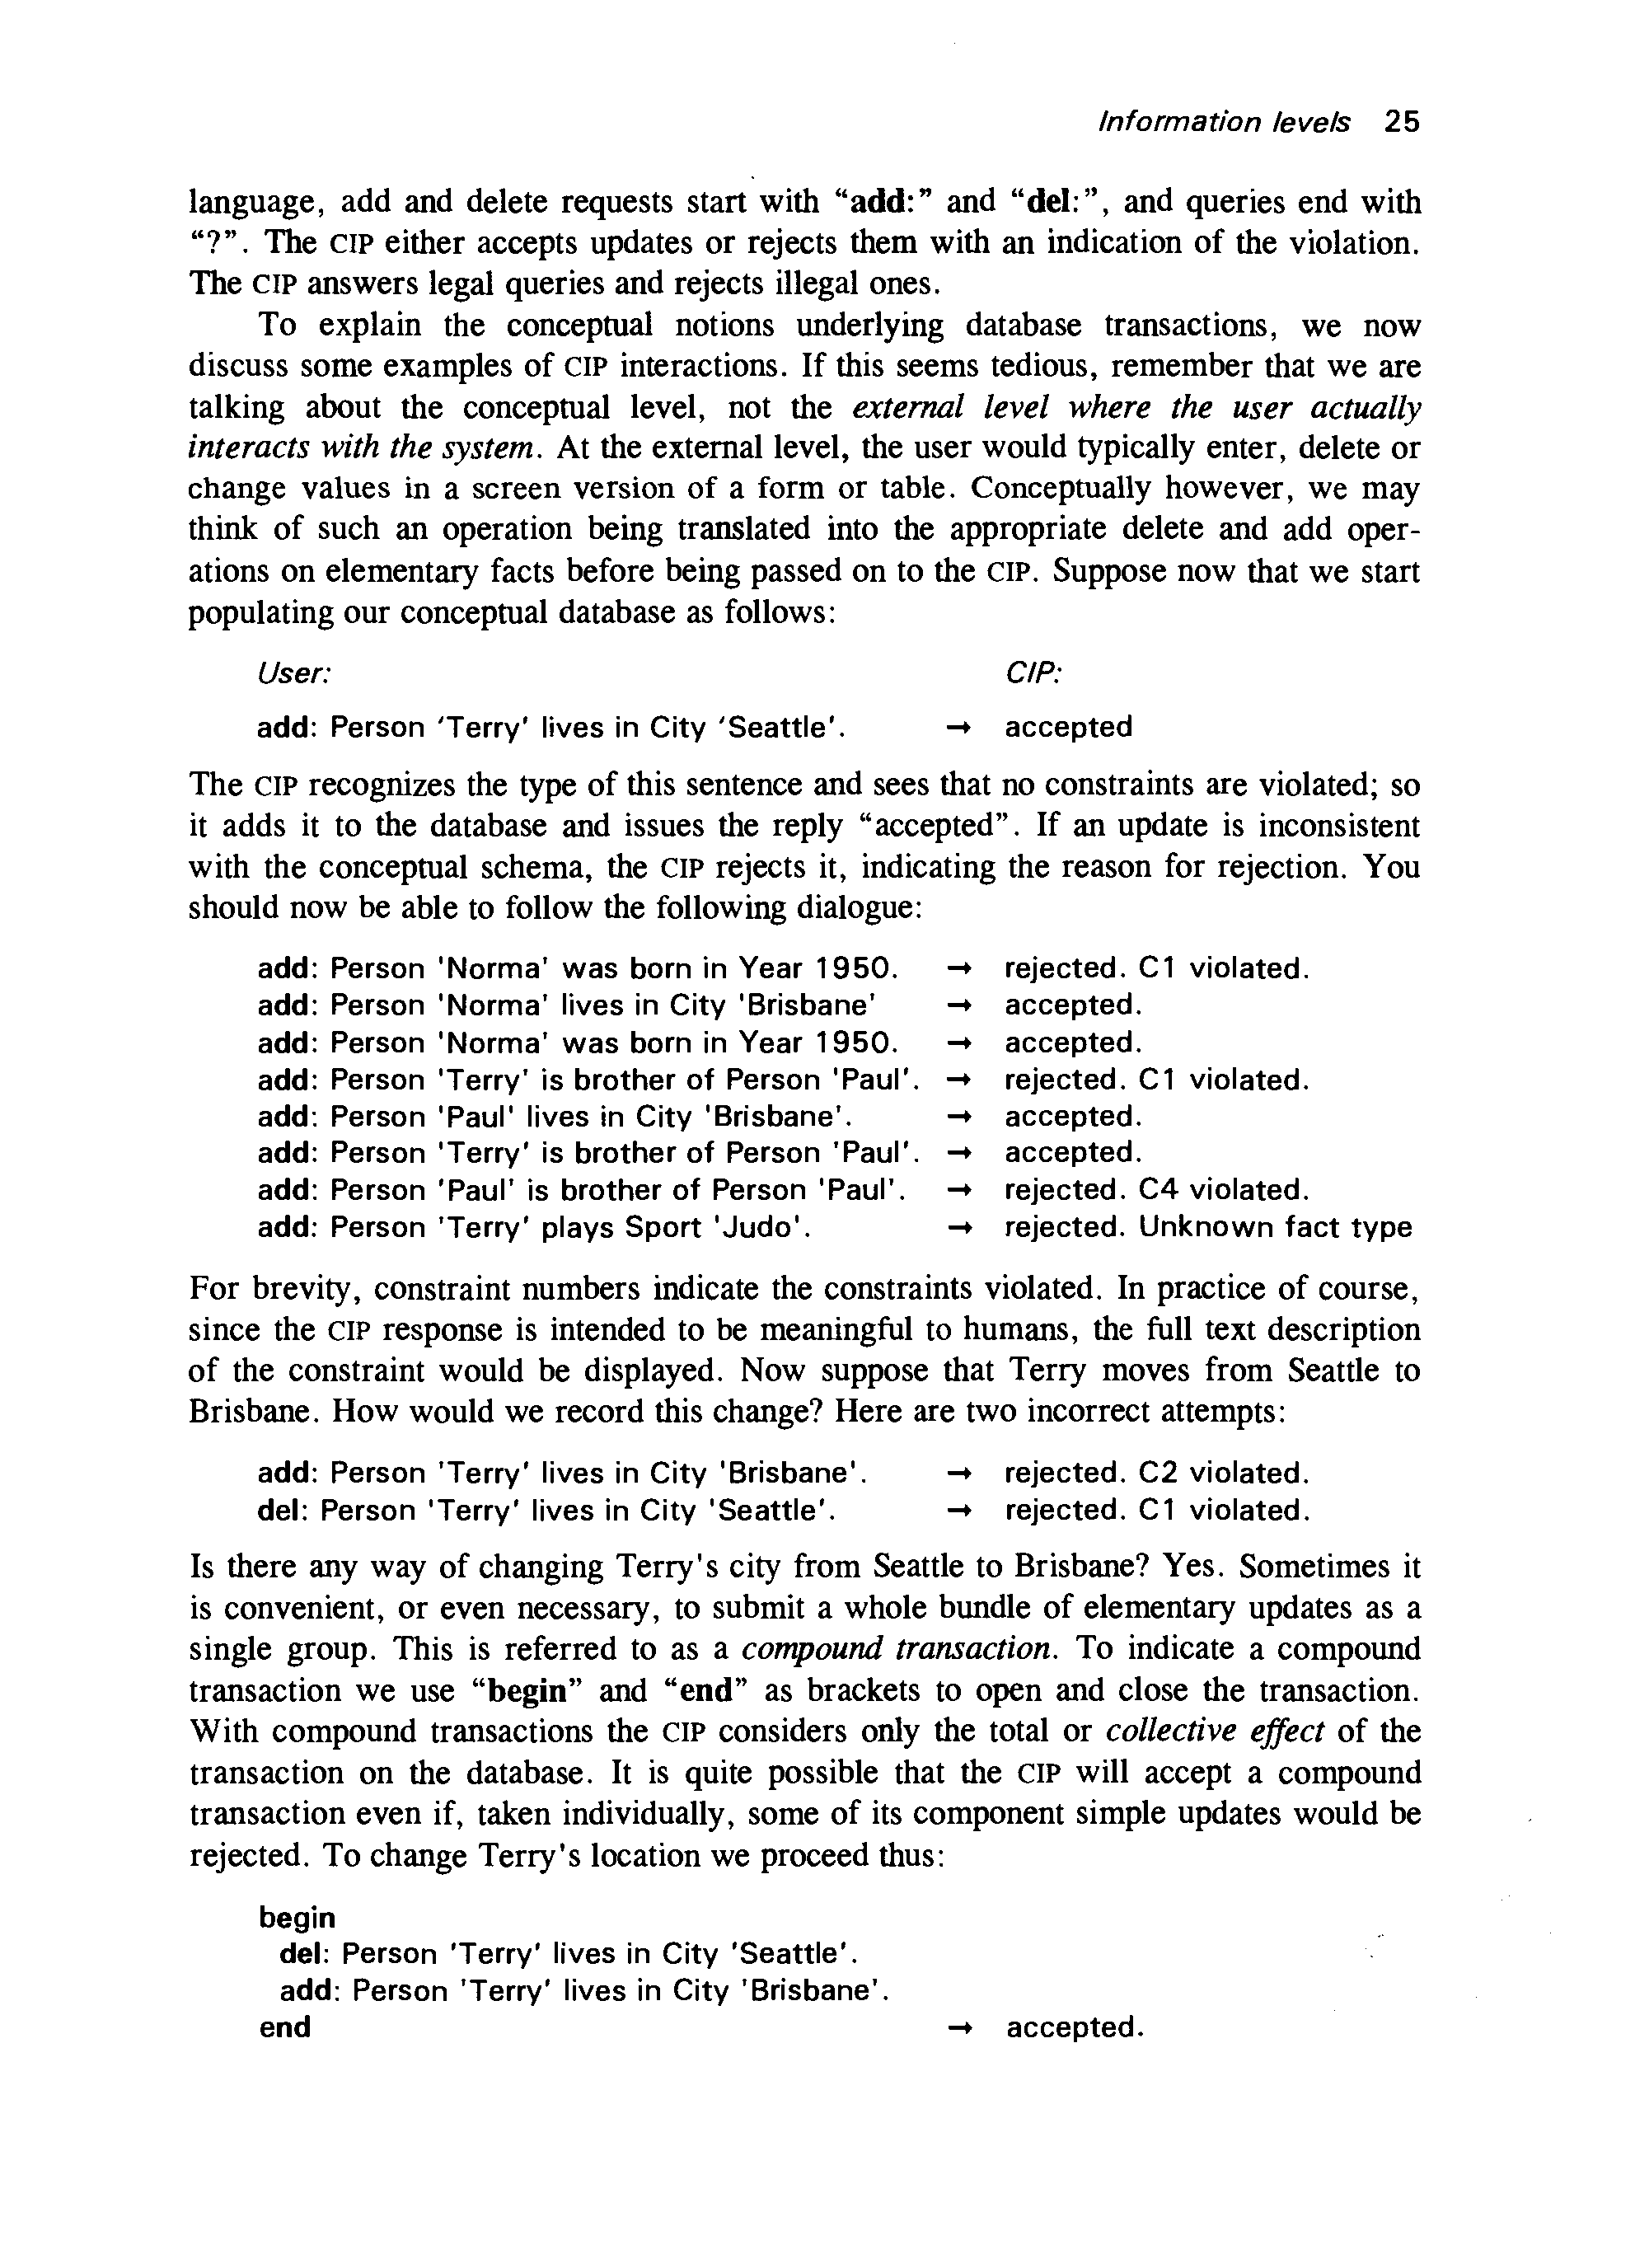 Information levels 25
language, add and delete requests start with “add:” and “del:”, and queries end with
“?”. The CIP either accepts updates or rejects them with an indication of the violation.
The CIP answers legal queries and rejects illegal ones.
To explain the conceptual notions underlying database transactions, we now
discuss some examples of CIP interactions. If this seems tedious, remember that we are
talking about the conceptual level, not the external level where the user actually
interacts with the system. At the external level, the user would typically enter, delete or
change values in a screen version of a form or table. Conceptually however, we may
think of such an operation being translated into the appropriate delete and add oper-
ations on elementary facts before being passed on to the CIP. Suppose now that we start
populating our conceptual database as follows:
User: CIP:
add: Person 'Terry' lives in City 'Seattle'. → accepted
The CIP recognizes the type of this sentence and sees that no constraints are violated; so
it adds it to the database and issues the reply “accepted”. If an update is inconsistent
with the conceptual schema, the CIP rejects it, indicating the reason for rejection. You
should now be able to follow the following dialogue:
add: Person 'Norma' was born in Year 1950. → rejected. C1 violated.
add: Person 'Norma' lives in City 'Brisbane' → accepted.
add: Person 'Norma' was born in Year 1950. → accepted.
add: Person 'Terry' is brother of Person 'Paul'. → rejected. C1 violated.
add: Person 'Paul' lives in City 'Brisbane'. → accepted.
add: Person 'Terry' is brother of Person 'Paul'. → accepted.
add: Person 'Paul' is brother of Person 'Paul'. → rejected. C4 violated.
add: Person 'Terry' plays Sport 'Judo'. → rejected. Unknown fact type
For brevity, constraint numbers indicate the constraints violated. In practice of course,
since the CIP response is intended to be meaningful to humans, the full text description
of the constraint would be displayed. Now suppose that Terry moves from Seattle to
Brisbane. How would we record this change? Here are two incorrect attempts:
add: Person 'Terry' lives in City 'Brisbane'. → rejected. C2 violated.
del: Person 'Terry' lives in City 'Seattle'. → rejected. C1 violated.
Is there any way of changing Terry's city from Seattle to Brisbane? Yes. Sometimes it
is convenient, or even necessary, to submit a whole bundle of elementary updates as a
single group. This is referred to as a compound transaction. To indicate a compound
transaction we use “begin” and “end” as brackets to open and close the transaction.
With compound transactions the CIP considers only the total or collective effect of the
transaction on the database. It is quite possible that the CIP will accept a compound
transaction even if, taken individually, some of its component simple updates would be
rejected. To change Terry's location we proceed thus:
begin
del: Person 'Terry' lives in City 'Seattle'.
add: Person 'Terry' lives in City 'Brisbane'.
end → accepted.